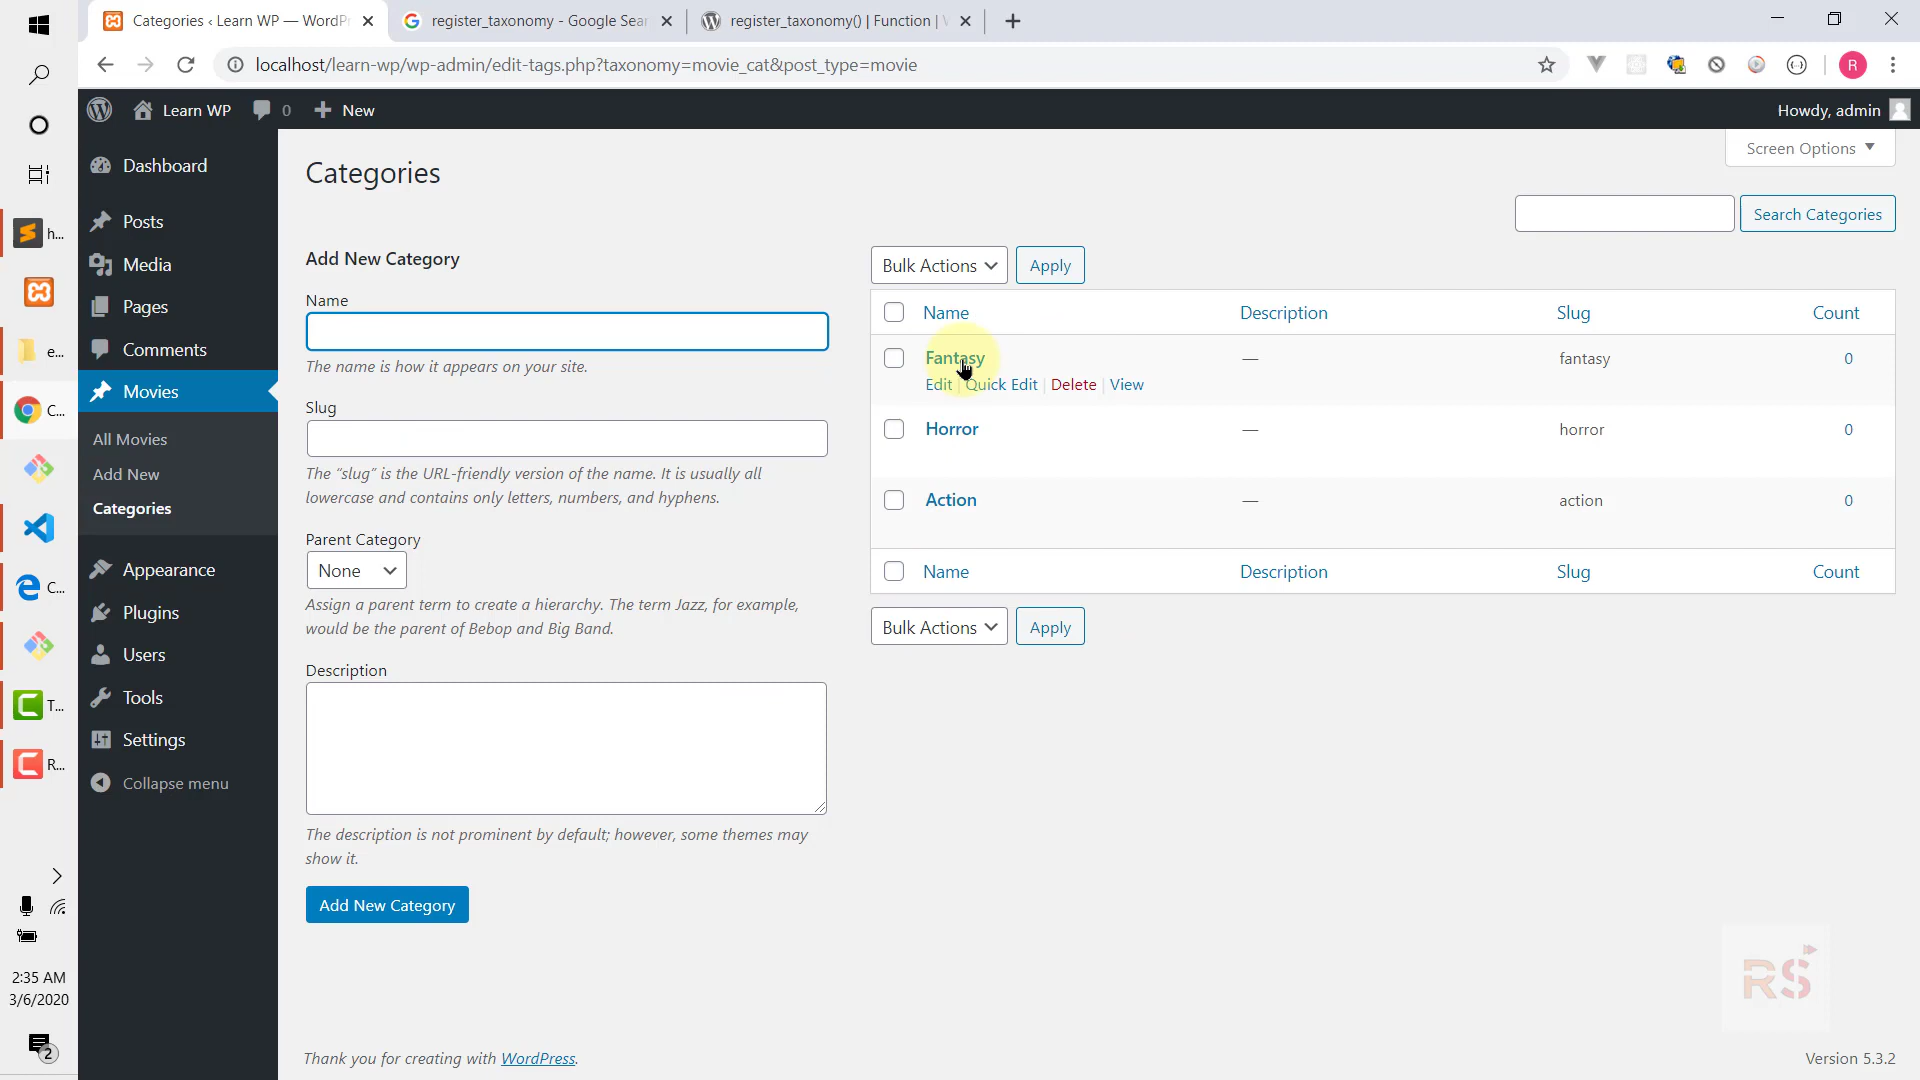 Categories ‹ Learn WP — WordPr
register_taxonomy - Google Sear
register_taxonomy() | Function |
localhost/learn-wp/wp-admin/edit-tags.php?taxonomy=movie_cat&post_type=movie
R
Learn WP
0
New
Howdy, admin
Dashboard
Posts
Media
Pages
Comments
Movies
All Movies
Add New
Categories
Appearance
Plugins
Users
Tools
Settings
Collapse menu
h...
e...
C...
C...
T...
R...
2:35 AM
3/6/2020
2
Categories
Screen Options
Search Categories
Add New Category
Name
The name is how it appears on your site.
Slug
The “slug” is the URL-friendly version of the name. It is usually all
lowercase and contains only letters, numbers, and hyphens.
Parent Category
None
Assign a parent term to create a hierarchy. The term Jazz, for example,
would be the parent of Bebop and Big Band.
Description
The description is not prominent by default; however, some themes may
show it.
Add New Category
Bulk Actions Apply
Name Description Slug Count
Fantasy — fantasy 0
Edit | Quick Edit | Delete | View
Horror — horror 0
Action — action 0
Name Description Slug Count
Bulk Actions Apply
RS
Thank you for creating with WordPress.
Version 5.3.2